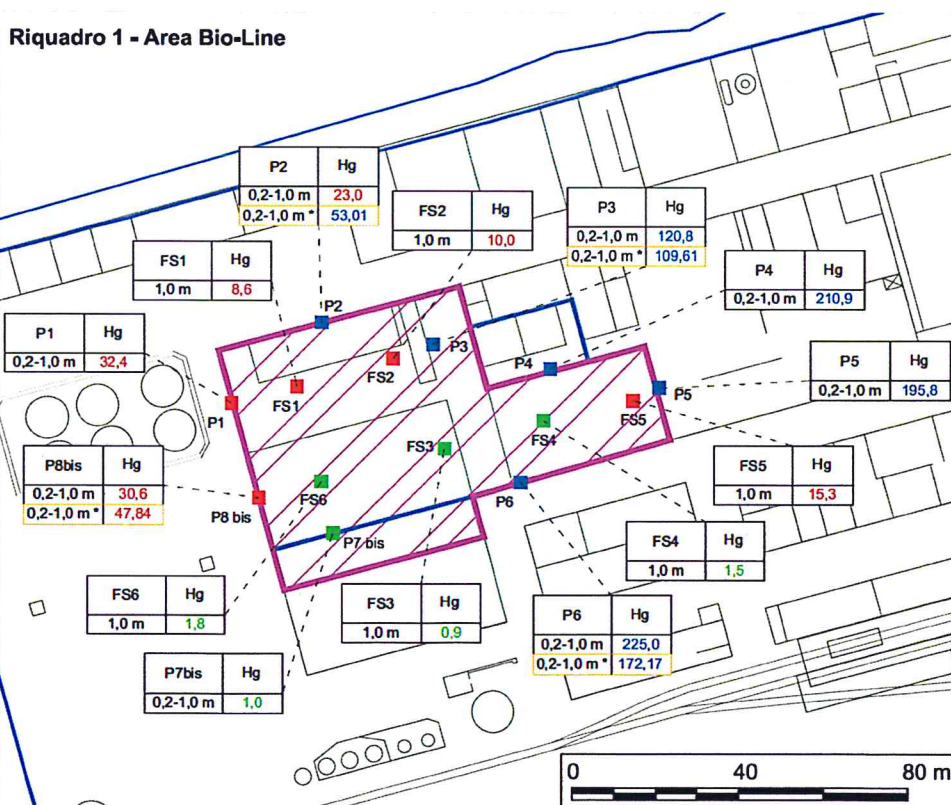 Riquadro 1 - Area Bio-Line
P2 Hg
0,2-1,0 m 23,0
0,2-1,0 m * 53,01
FS2 Hg
1,0 m 10,0
P3 Hg
0,2-1,0 m 120,8
0,2-1,0 m * 109,61
FS1 Hg
1,0 m 8,6
P4 Hg
0,2-1,0 m 210,9
P1 Hg
0,2-1,0 m 32,4
P5 Hg
0,2-1,0 m 195,8
P2
P3
FS2
P4
P5
FS1
P1
FS5
FS3
FS4
FS6
P6
P8 bis
P7 bis
P8bis Hg
0,2-1,0 m 30,6
0,2-1,0 m * 47,84
FS5 Hg
1,0 m 15,3
FS4 Hg
1,0 m 1,5
FS6 Hg
1,0 m 1,8
FS3 Hg
1,0 m 0,9
P6 Hg
0,2-1,0 m 225,0
0,2-1,0 m * 172,17
P7bis Hg
0,2-1,0 m 1,0
0 40 80 m